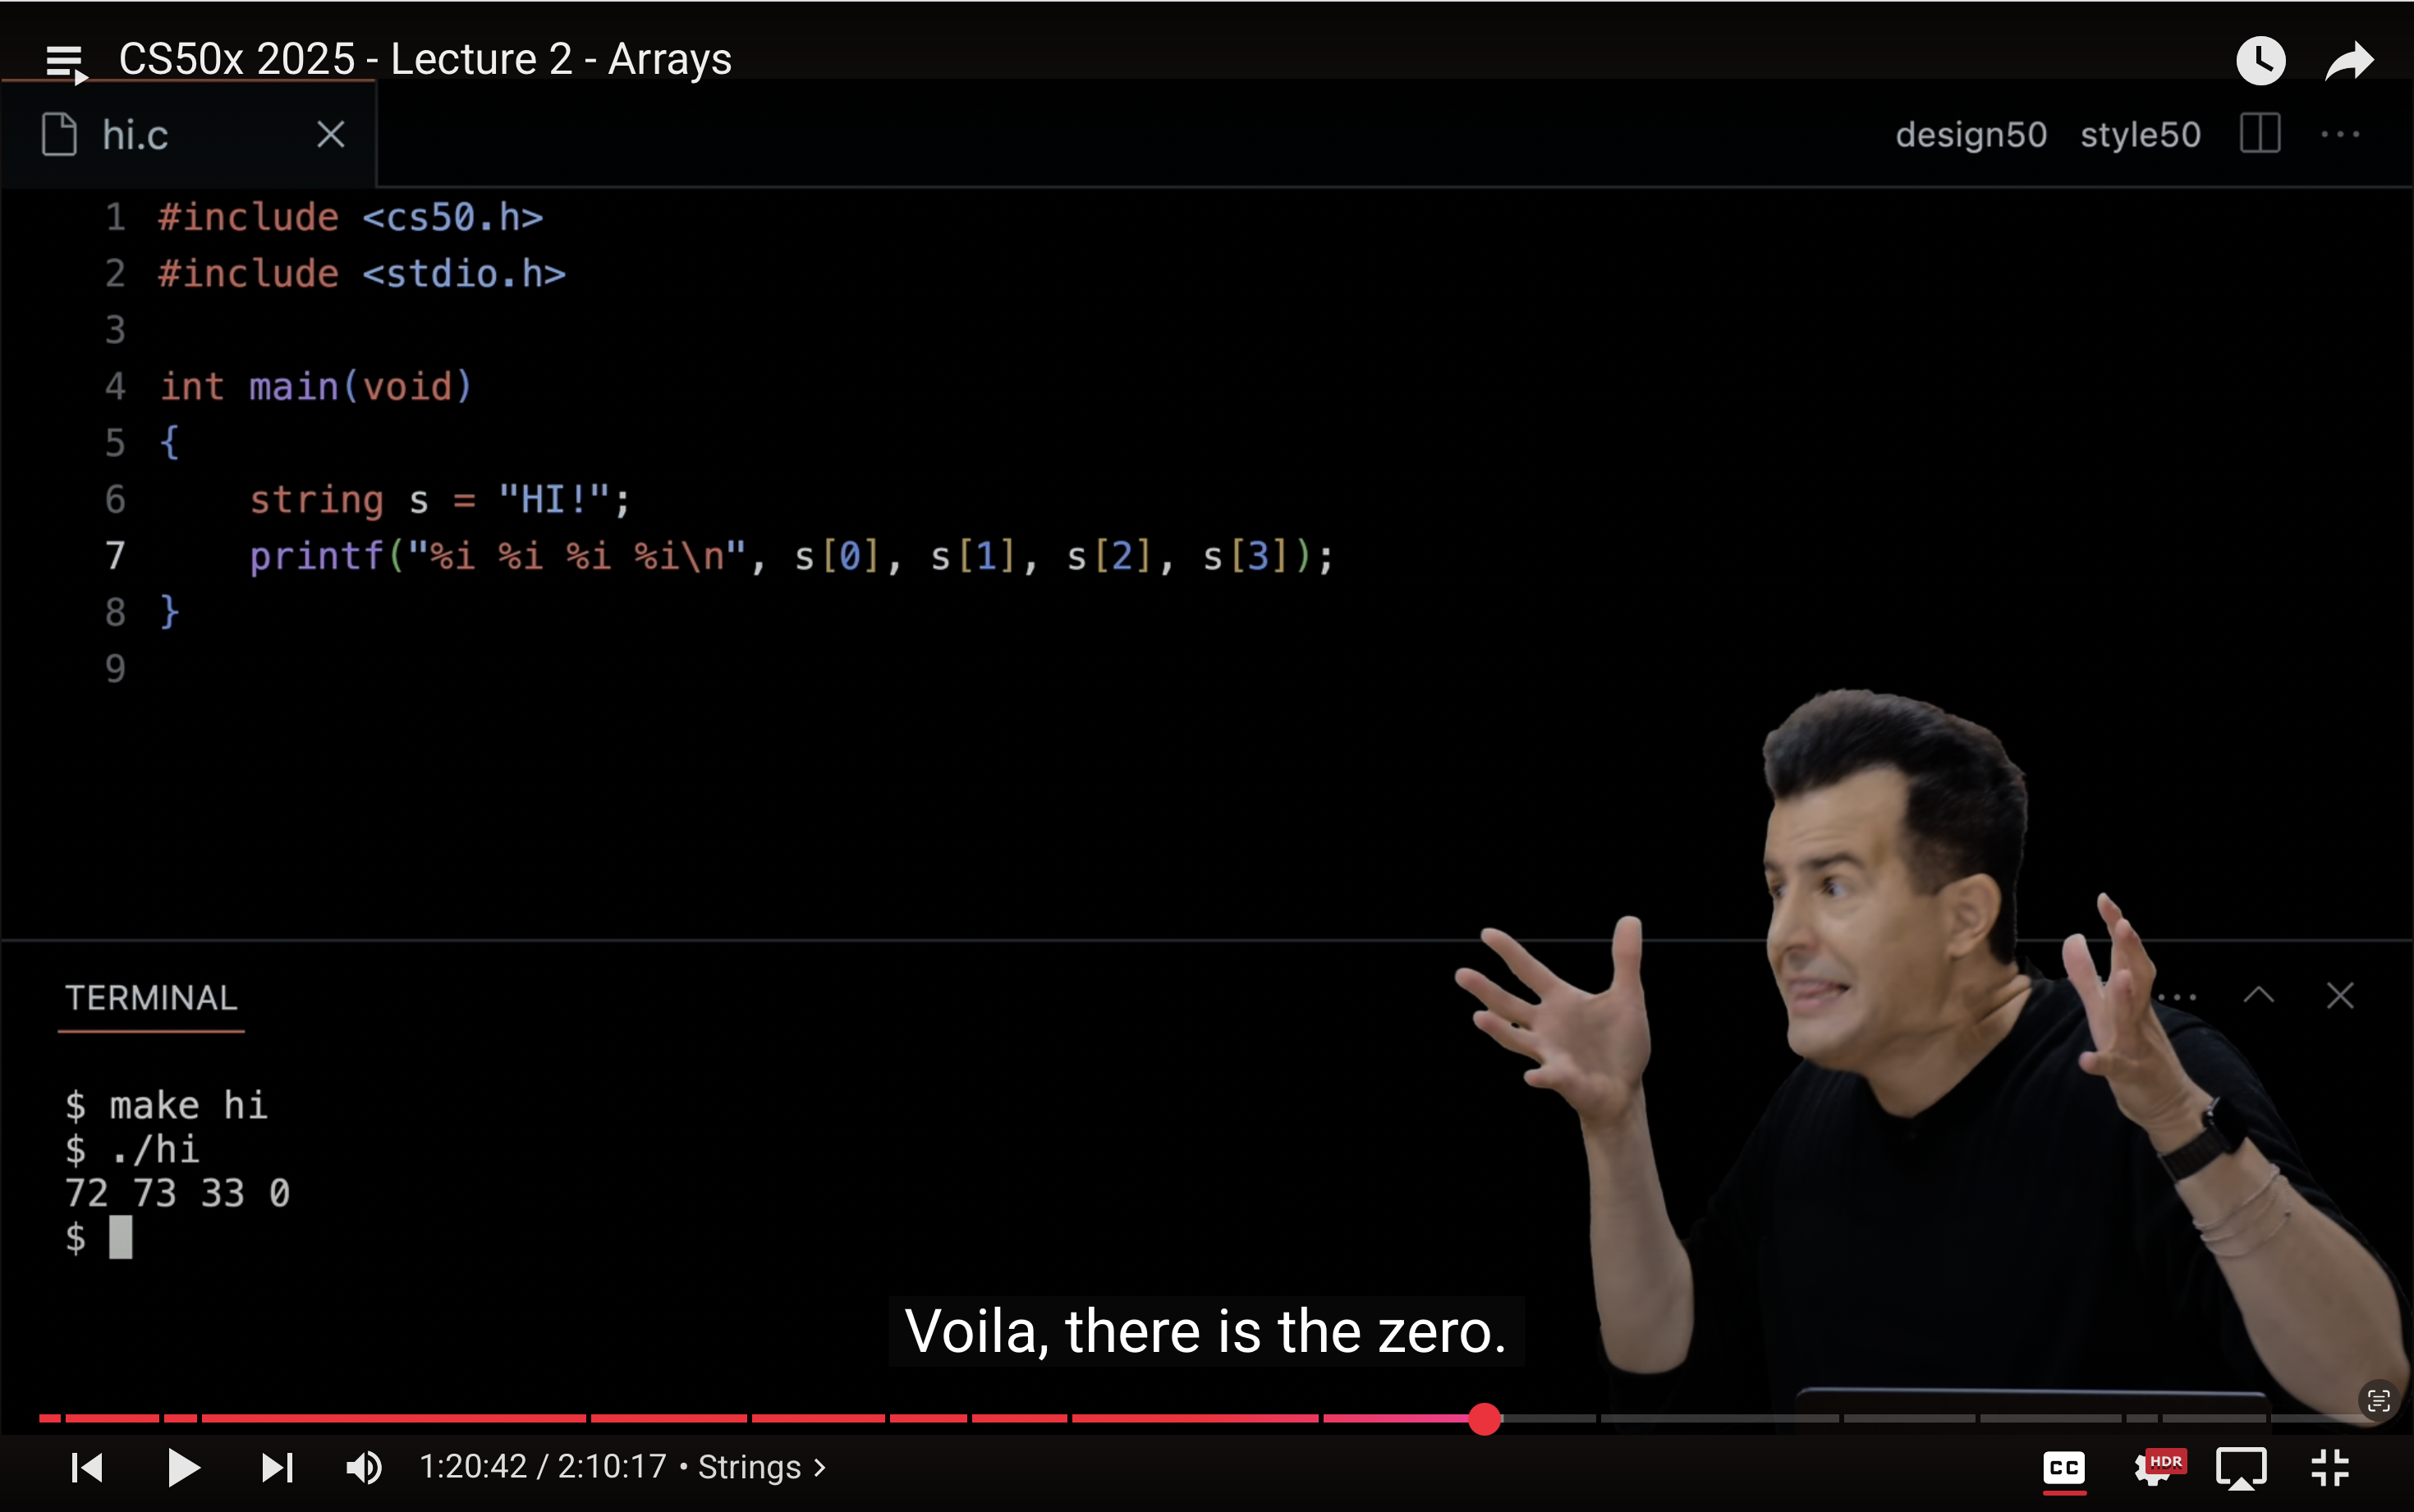 CS50x 2025 - Lecture 2 - Arrays
hi.c
design50 style50
1 #include <cs50.h>
2 #include <stdio.h>
3
4 int main(void)
5 {
6     string s = "HI!";
7     printf("%i %i %i %i\n", s[0], s[1], s[2], s[3]);
8 }
9
TERMINAL
$ make hi
$ ./hi
72 73 33 0
$
Voila, there is the zero.
1:20:42 / 2:10:17 • Strings >
CC
HDR